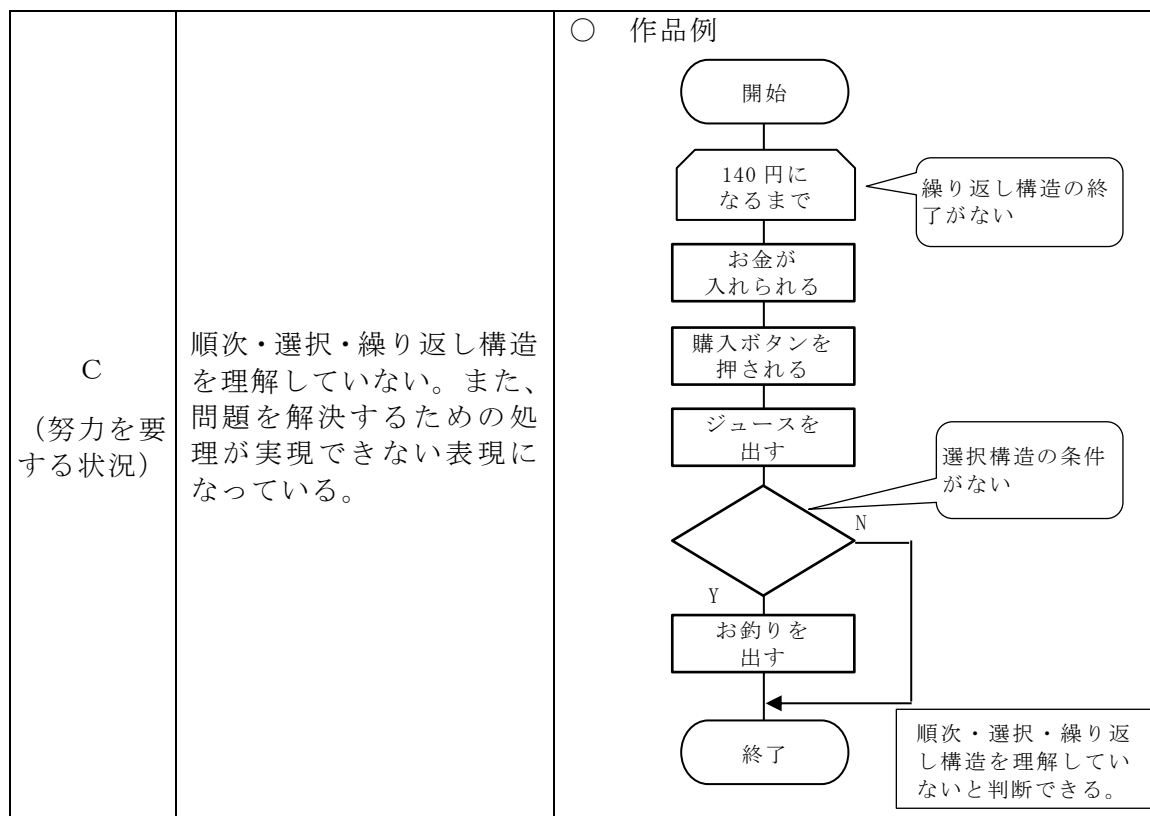 C
（努力を要
する状況）
順次・選択・繰り返し構造
を理解していない。また、
問題を解決するための処
理が実現できない表現に
なっている。
○　作品例
開始
140 円に
なるまで
繰り返し構造の終
了がない
お金が
入れられる
購入ボタンを
押される
ジュースを
出す
選択構造の条件
がない
N
Y
お釣りを
出す
終了
順次・選択・繰り返
し構造を理解してい
ないと判断できる。